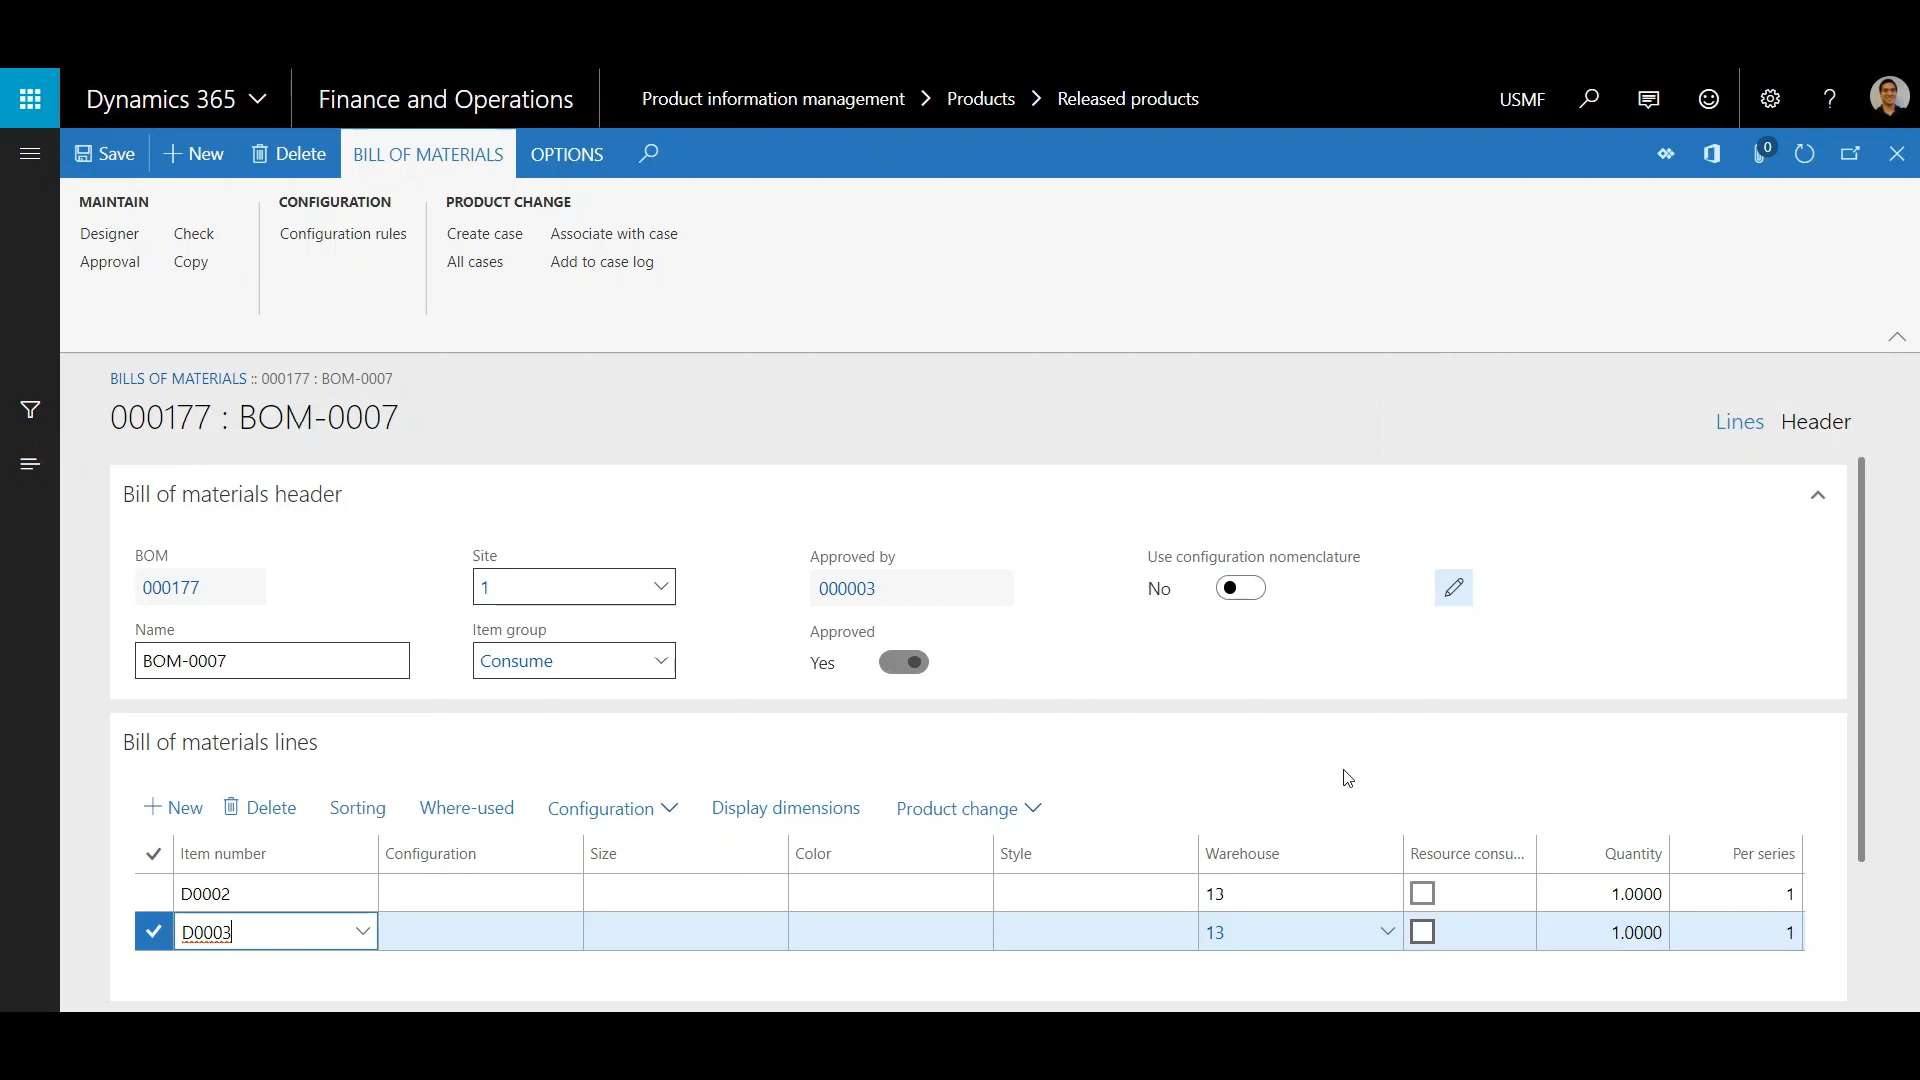 Dynamics 365
Finance and Operations
Product information management > Products > Released products
USMF
?
Save
New
Delete
BILL OF MATERIALS
OPTIONS
0
MAINTAIN
CONFIGURATION
PRODUCT CHANGE
Designer
Check
Configuration rules
Create case
Associate with case
Approval
Copy
All cases
Add to case log
BILLS OF MATERIALS :: 000177 : BOM-0007
000177 : BOM-0007
Lines
Header
Bill of materials header
BOM
Site
Approved by
Use configuration nomenclature
000177
1
000003
No
Name
Item group
Approved
BOM-0007
Consume
Yes
Bill of materials lines
New
Delete
Sorting
Where-used
Configuration
Display dimensions
Product change
Item number
Configuration
Size
Color
Style
Warehouse
Resource consu...
Quantity
Per series
D0002
13
1.0000
1
D0003
13
1.0000
1